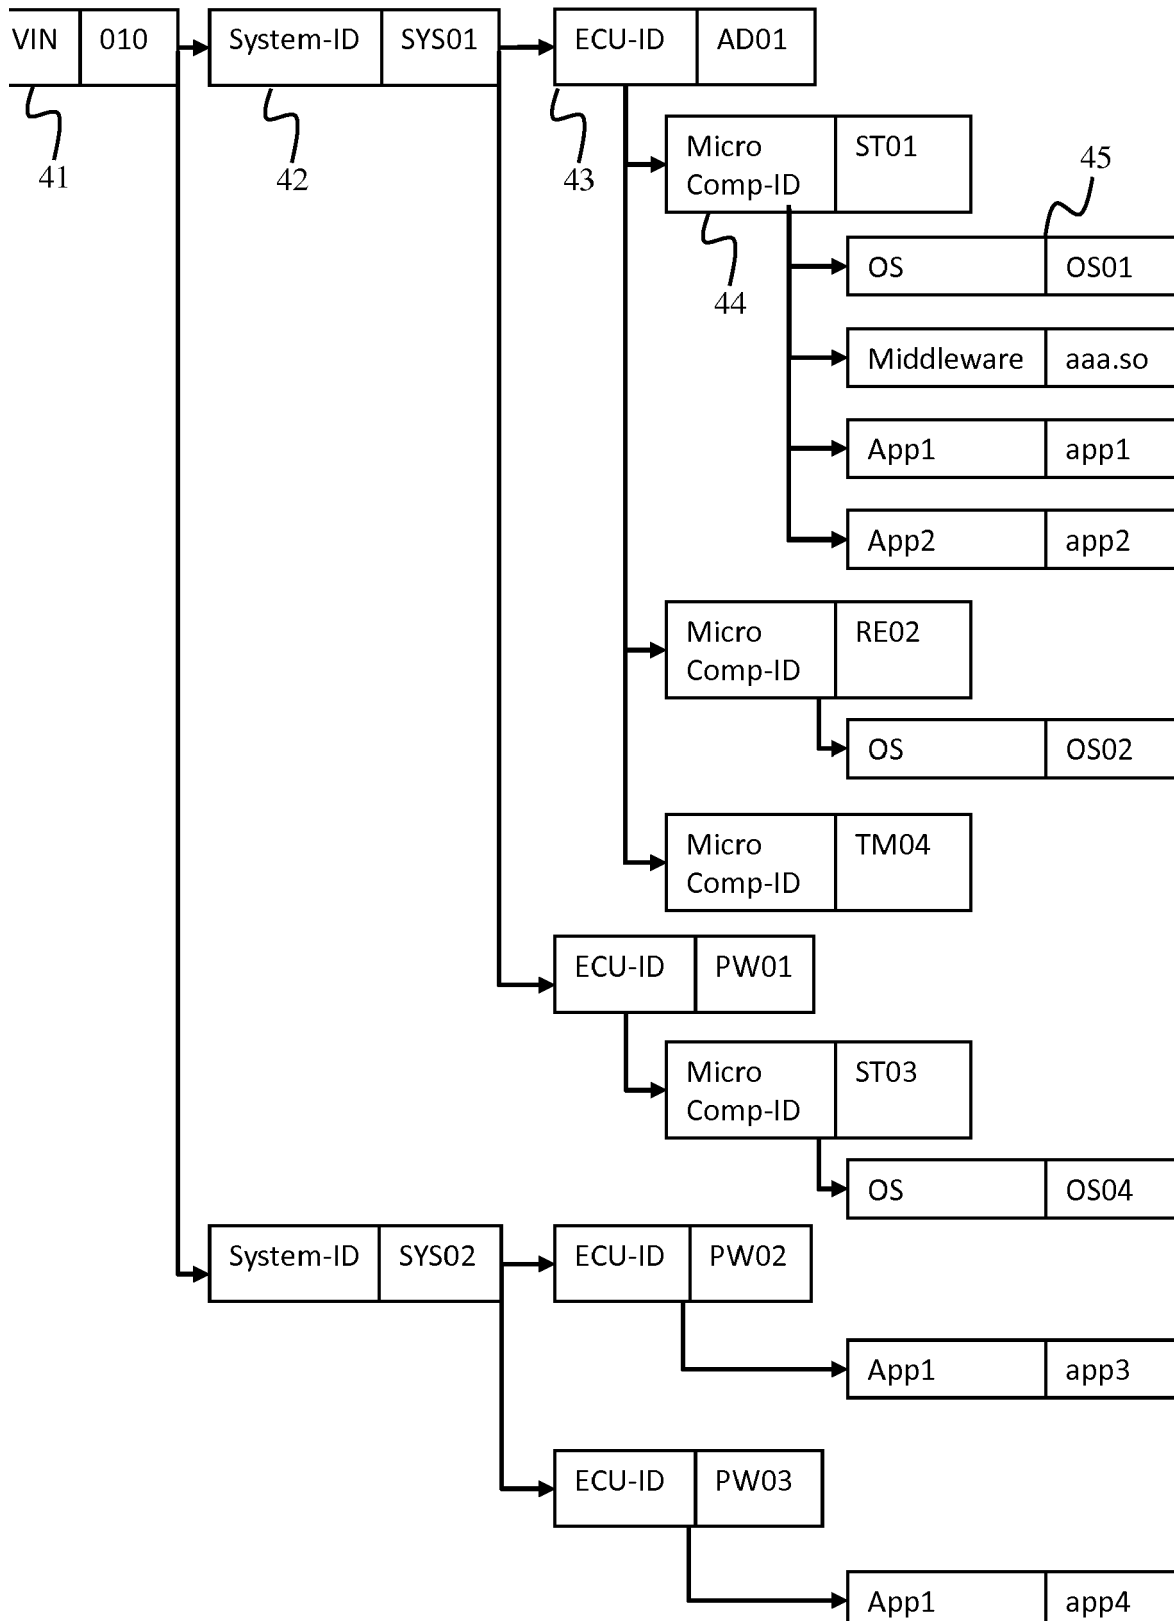 VIN 010 System-ID SYS01 ECU-ID AD01
41 42 43
Micro ST01
Comp-ID
44
45
OS OS01
Middleware aaa.so
App1 app1
App2 app2
Micro RE02
Comp-ID
OS OS02
Micro TM04
Comp-ID
ECU-ID PW01
Micro ST03
Comp-ID
OS OS04
System-ID SYS02 ECU-ID PW02
App1 app3
ECU-ID PW03
App1 app4